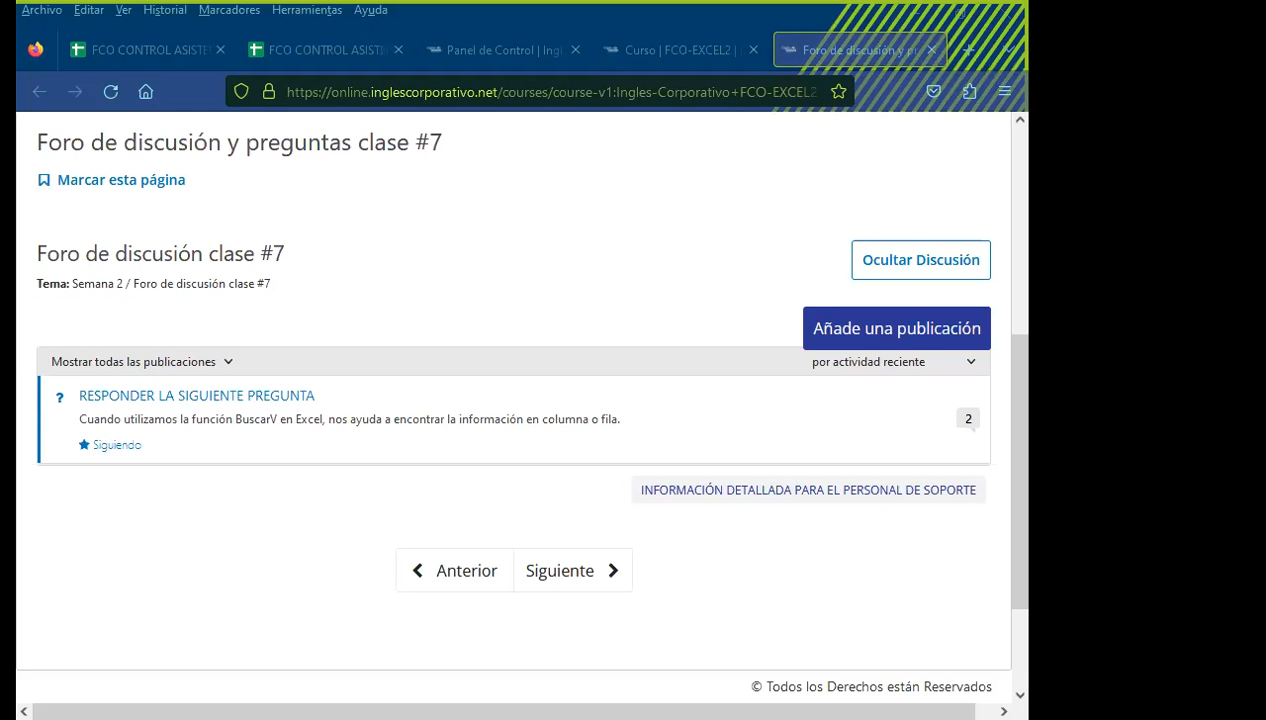 Archivo Editar Ver Historial Marcadores Herramientas Ayuda
FCO CONTROL ASISTE FCO CONTROL ASISTE Panel de Control | Ingl Curso | FCO-EXCEL2 | Foro de discusión y pr
https://online.inglescorporativo.net/courses/course-v1:Ingles-Corporativo+FCO-EXCEL2
Foro de discusión y preguntas clase #7
Marcar esta página
Foro de discusión clase #7
Ocultar Discusión
Tema: Semana 2 / Foro de discusión clase #7
Añade una publicación
Mostrar todas las publicaciones por actividad reciente
? RESPONDER LA SIGUIENTE PREGUNTA
Cuando utilizamos la función BuscarV en Excel, nos ayuda a encontrar la información en columna o fila. 2
Siguiendo
INFORMACIÓN DETALLADA PARA EL PERSONAL DE SOPORTE
Anterior Siguiente
© Todos los Derechos están Reservados